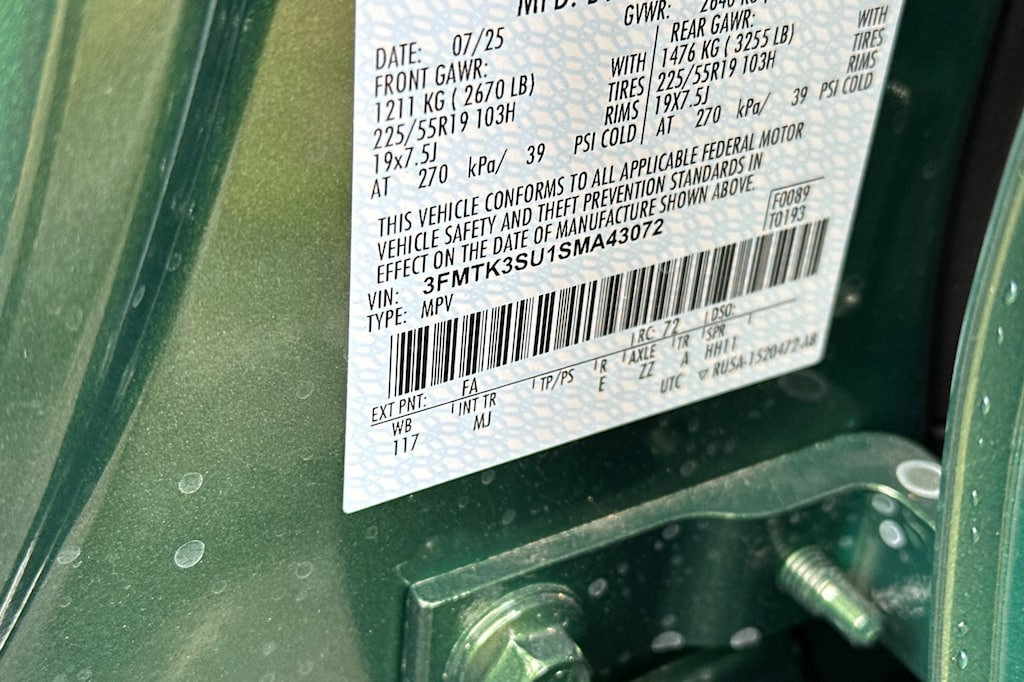 MFD.
GVWR:
DATE: 07/25
FRONT GAWR: REAR GAWR:
1211 KG ( 2670 LB) WITH 1476 KG ( 3255 LB) WITH
225/55R19 103H TIRES 225/55R19 103H TIRES
19x7.5J RIMS 19X7.5J RIMS
AT 270 kPa/ 39 PSI COLD AT 270 kPa/ 39 PSI COLD
THIS VEHICLE CONFORMS TO ALL APPLICABLE FEDERAL MOTOR
VEHICLE SAFETY AND THEFT PREVENTION STANDARDS IN
EFFECT ON THE DATE OF MANUFACTURE SHOWN ABOVE.
F0089
T0193
VIN: 3FMTK3SU1SMA43072
TYPE: MPV
EXT PNT: FA RC: 72 DSO:
WB INT TR TP/PS R AXLE TR SPR
117 MJ E ZZ A HH11
UTC ▽ RU5A-1520472-AB